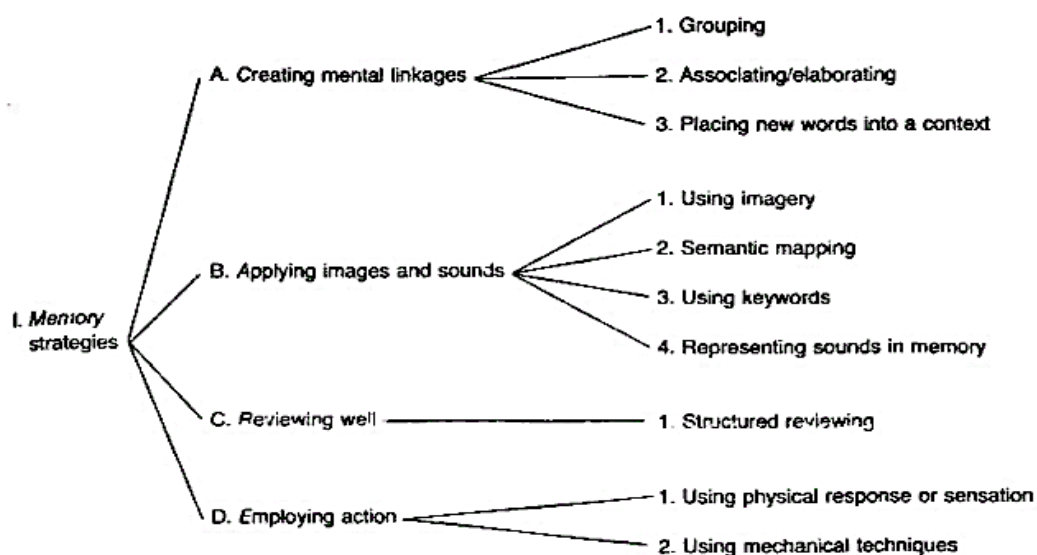 I. Memory
strategies
A. Creating mental linkages
1. Grouping
2. Associating/elaborating
3. Placing new words into a context
B. Applying images and sounds
1. Using imagery
2. Semantic mapping
3. Using keywords
4. Representing sounds in memory
C. Reviewing well
1. Structured reviewing
D. Employing action
1. Using physical response or sensation
2. Using mechanical techniques